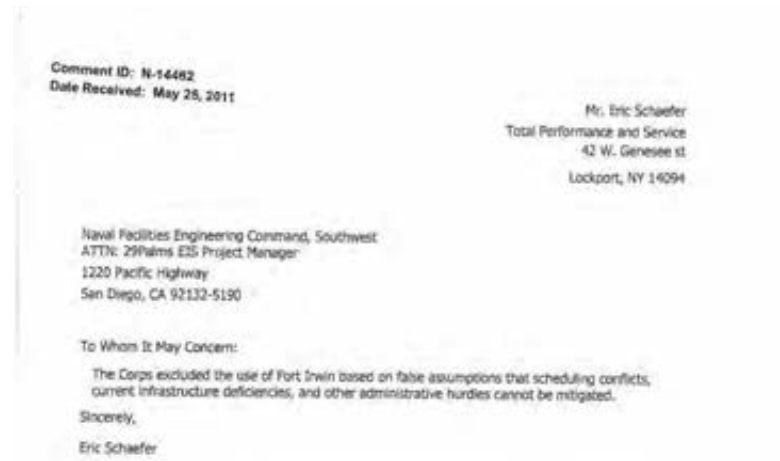 Comment ID: N-14462
Date Received: May 25, 2011
Mr. Eric Schaefer
Total Performance and Service
42 W. Genesee st
Lockport, NY 14094
Naval Facilities Engineering Command, Southwest
ATTN: 29Palms EIS Project Manager
1220 Pacific Highway
San Diego, CA 92132-5190
To Whom It May Concern:
The Corps excluded the use of Fort Irwin based on false assumptions that scheduling conflicts,
current infrastructure deficiencies, and other administrative hurdles cannot be mitigated.
Sincerely,
Eric Schaefer